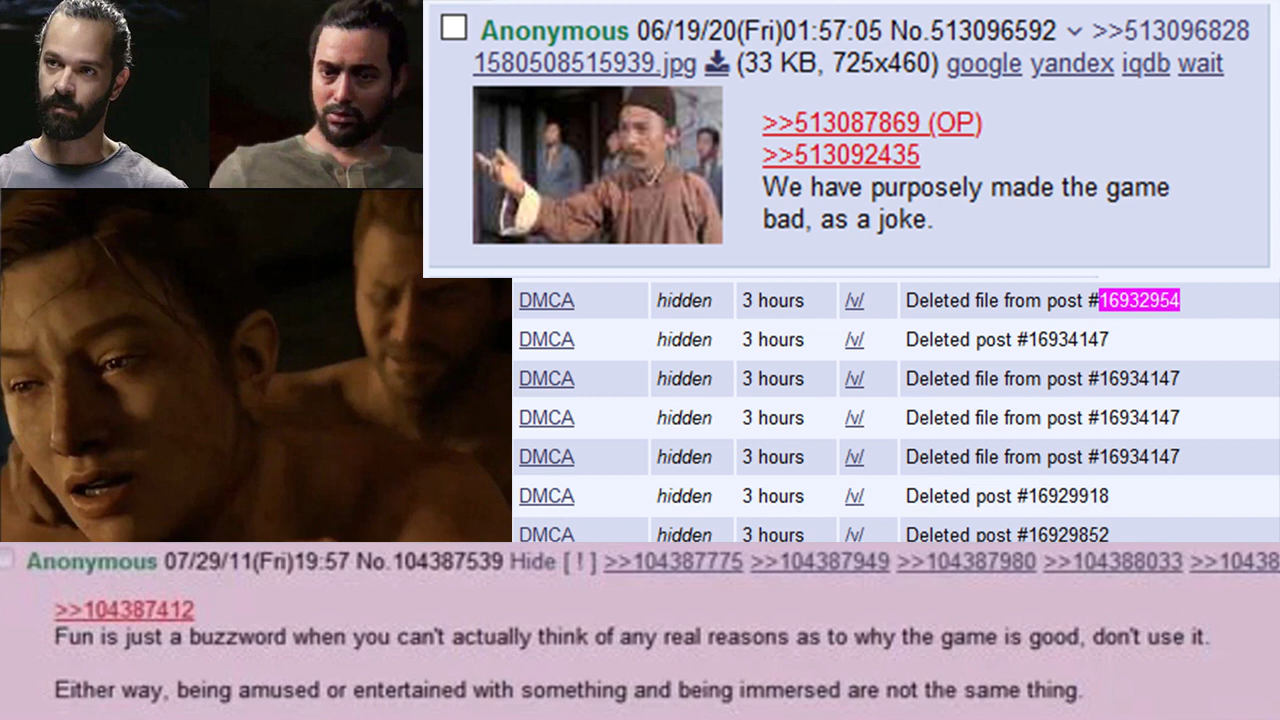 Anonymous 06/19/20(Fri)01:57:05 No.513096592 >>513096828
1580508515939.jpg (33 KB, 725x460) google yandex iqdb wait
>>513087869 (OP)
>>513092435
We have purposely made the game
bad, as a joke.
DMCA hidden 3 hours /v/ Deleted file from post #16932954
DMCA hidden 3 hours /v/ Deleted post #16934147
DMCA hidden 3 hours /v/ Deleted file from post #16934147
DMCA hidden 3 hours /v/ Deleted file from post #16934147
DMCA hidden 3 hours /v/ Deleted file from post #16934147
DMCA hidden 3 hours /v/ Deleted post #16929918
DMCA hidden 3 hours /v/ Deleted post #16929852
Anonymous 07/29/11(Fri)19:57 No.104387539 Hide [ ! ] >>104387775 >>104387949 >>104387980 >>104388033 >>10438
>>104387412
Fun is just a buzzword when you can't actually think of any real reasons as to why the game is good, don't use it.
Either way, being amused or entertained with something and being immersed are not the same thing.